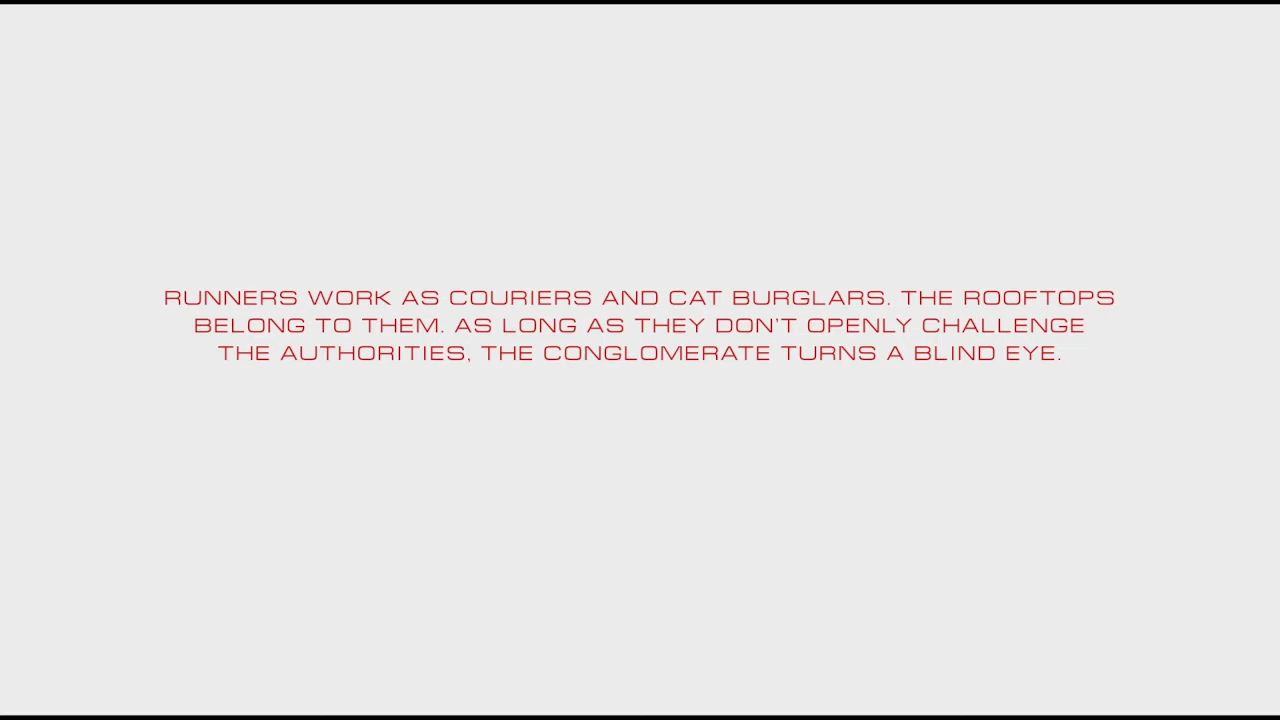 RUNNERS WORK AS COURIERS AND CAT BURGLARS. THE ROOFTOPS
BELONG TO THEM. AS LONG AS THEY DON'T OPENLY CHALLENGE
THE AUTHORITIES, THE CONGLOMERATE TURNS A BLIND EYE.